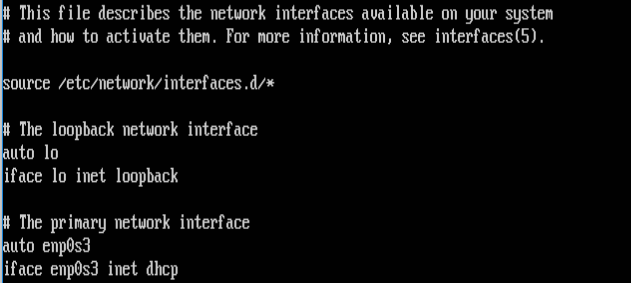 # This file describes the network interfaces available on your system
# and how to activate them. For more information, see interfaces(5).
source /etc/network/interfaces.d/*
# The loopback network interface
auto lo
iface lo inet loopback
# The primary network interface
auto enp0s3
iface enp0s3 inet dhcp